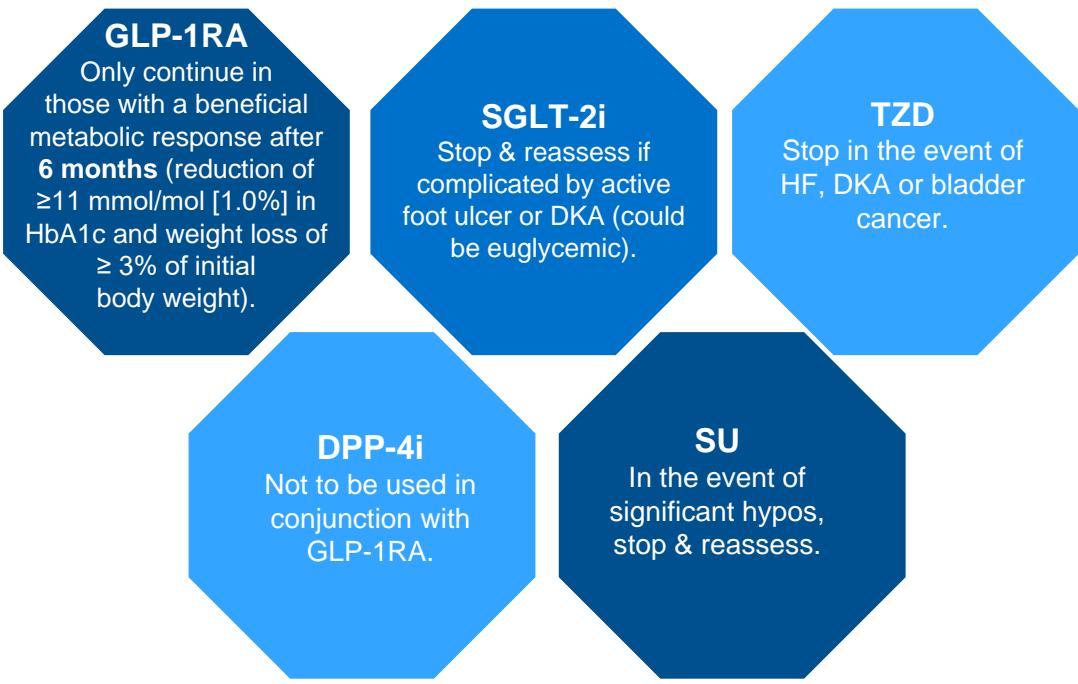 GLP-1RA
Only continue in
those with a beneficial
metabolic response after
6 months (reduction of
≥11 mmol/mol [1.0%] in
HbA1c and weight loss of
≥ 3% of initial
body weight).
SGLT-2i
Stop & reassess if
complicated by active
foot ulcer or DKA (could
be euglycemic).
TZD
Stop in the event of
HF, DKA or bladder
cancer.
DPP-4i
Not to be used in
conjunction with
GLP-1RA.
SU
In the event of
significant hypos,
stop & reassess.